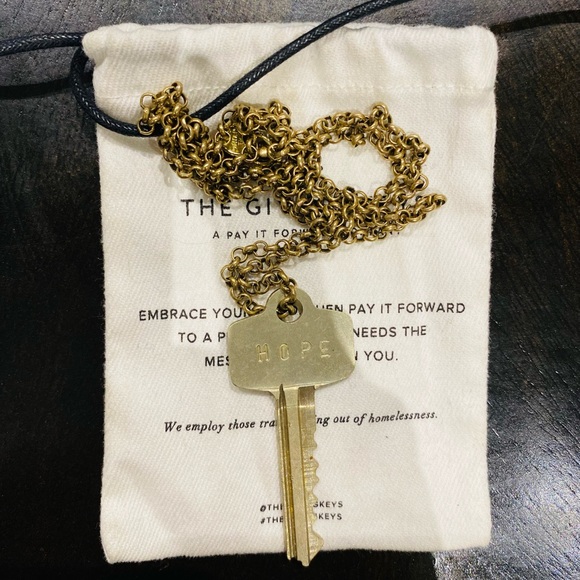 THE GI
A PAY IT FOR
EMBRACE YOU HEN PAY IT FORWARD
TO A P NEEDS THE
MES N YOU.
HOPE
We employ those tra ing out of homelessness.
@THE SKEYS
#THE KEYS